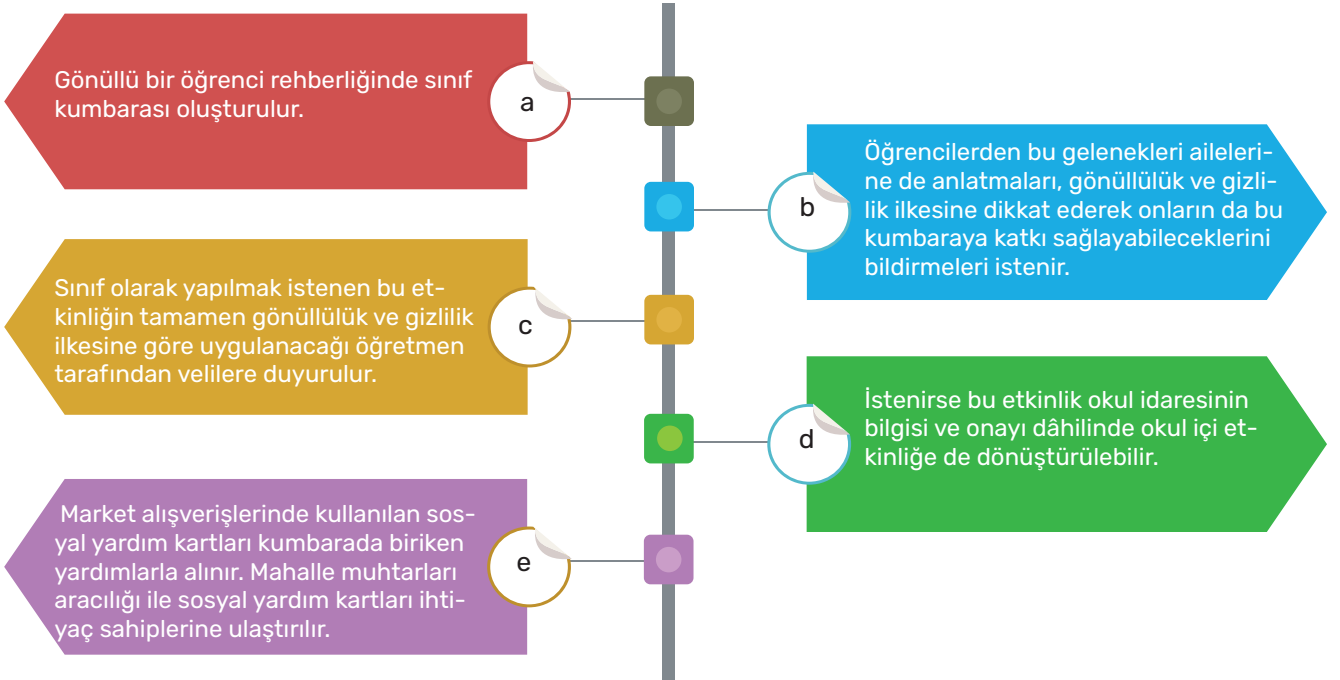 Gönüllü bir öğrenci rehberliğinde sınıf
kumbarası oluşturulur.
a
Öğrencilerden bu gelenekleri aileleri-
ne de anlatmaları, gönüllülük ve gizli-
lik ilkesine dikkat ederek onların da bu
kumbaraya katkı sağlayabileceklerini
bildirmeleri istenir.
b
Sınıf olarak yapılmak istenen bu et-
kinliğin tamamen gönüllülük ve gizlilik
ilkesine göre uygulanacağı öğretmen
tarafından velilere duyurulur.
c
İstenirse bu etkinlik okul idaresinin
bilgisi ve onayı dâhilinde okul içi et-
kinliğe de dönüştürülebilir.
d
Market alışverişlerinde kullanılan sos-
yal yardım kartları kumbarada biriken
yardımlarla alınır. Mahalle muhtarları
aracılığı ile sosyal yardım kartları ihti-
yaç sahiplerine ulaştırılır.
e